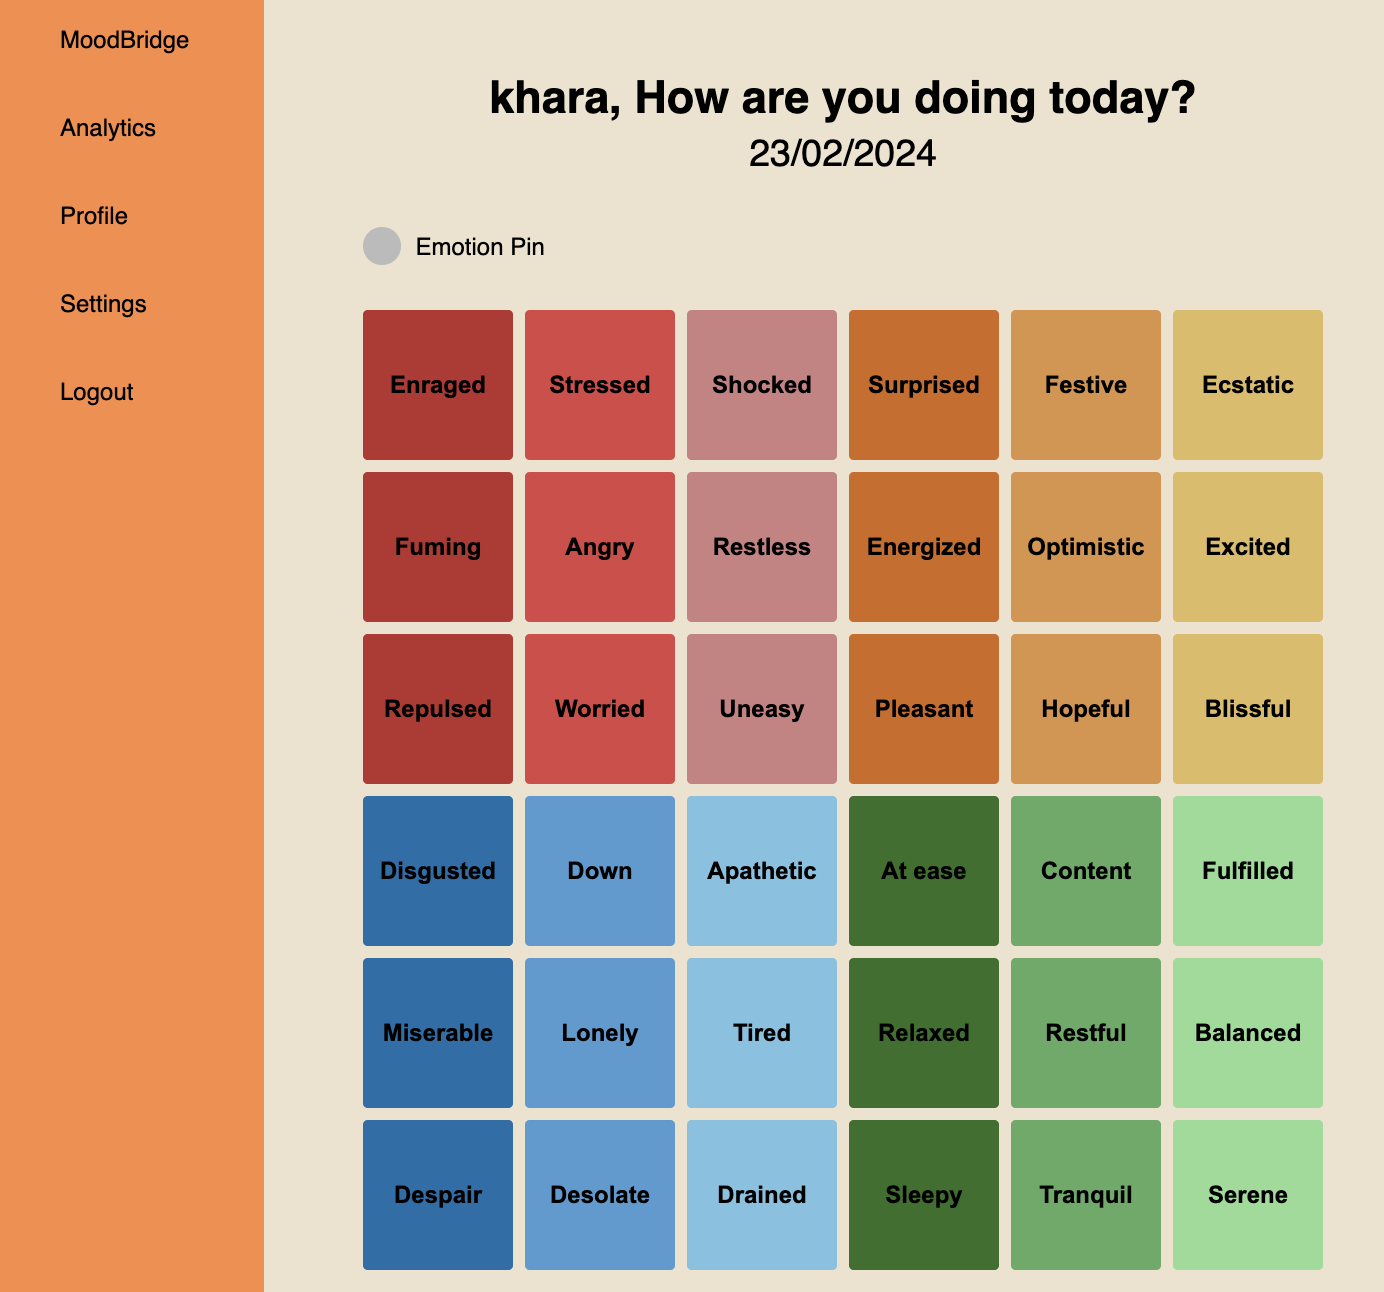 MoodBridge
Analytics
Profile
Settings
Logout
khara, How are you doing today?
23/02/2024
Emotion Pin
Enraged Stressed Shocked Surprised Festive Ecstatic
Fuming Angry Restless Energized Optimistic Excited
Repulsed Worried Uneasy Pleasant Hopeful Blissful
Disgusted Down Apathetic At ease Content Fulfilled
Miserable Lonely Tired Relaxed Restful Balanced
Despair Desolate Drained Sleepy Tranquil Serene